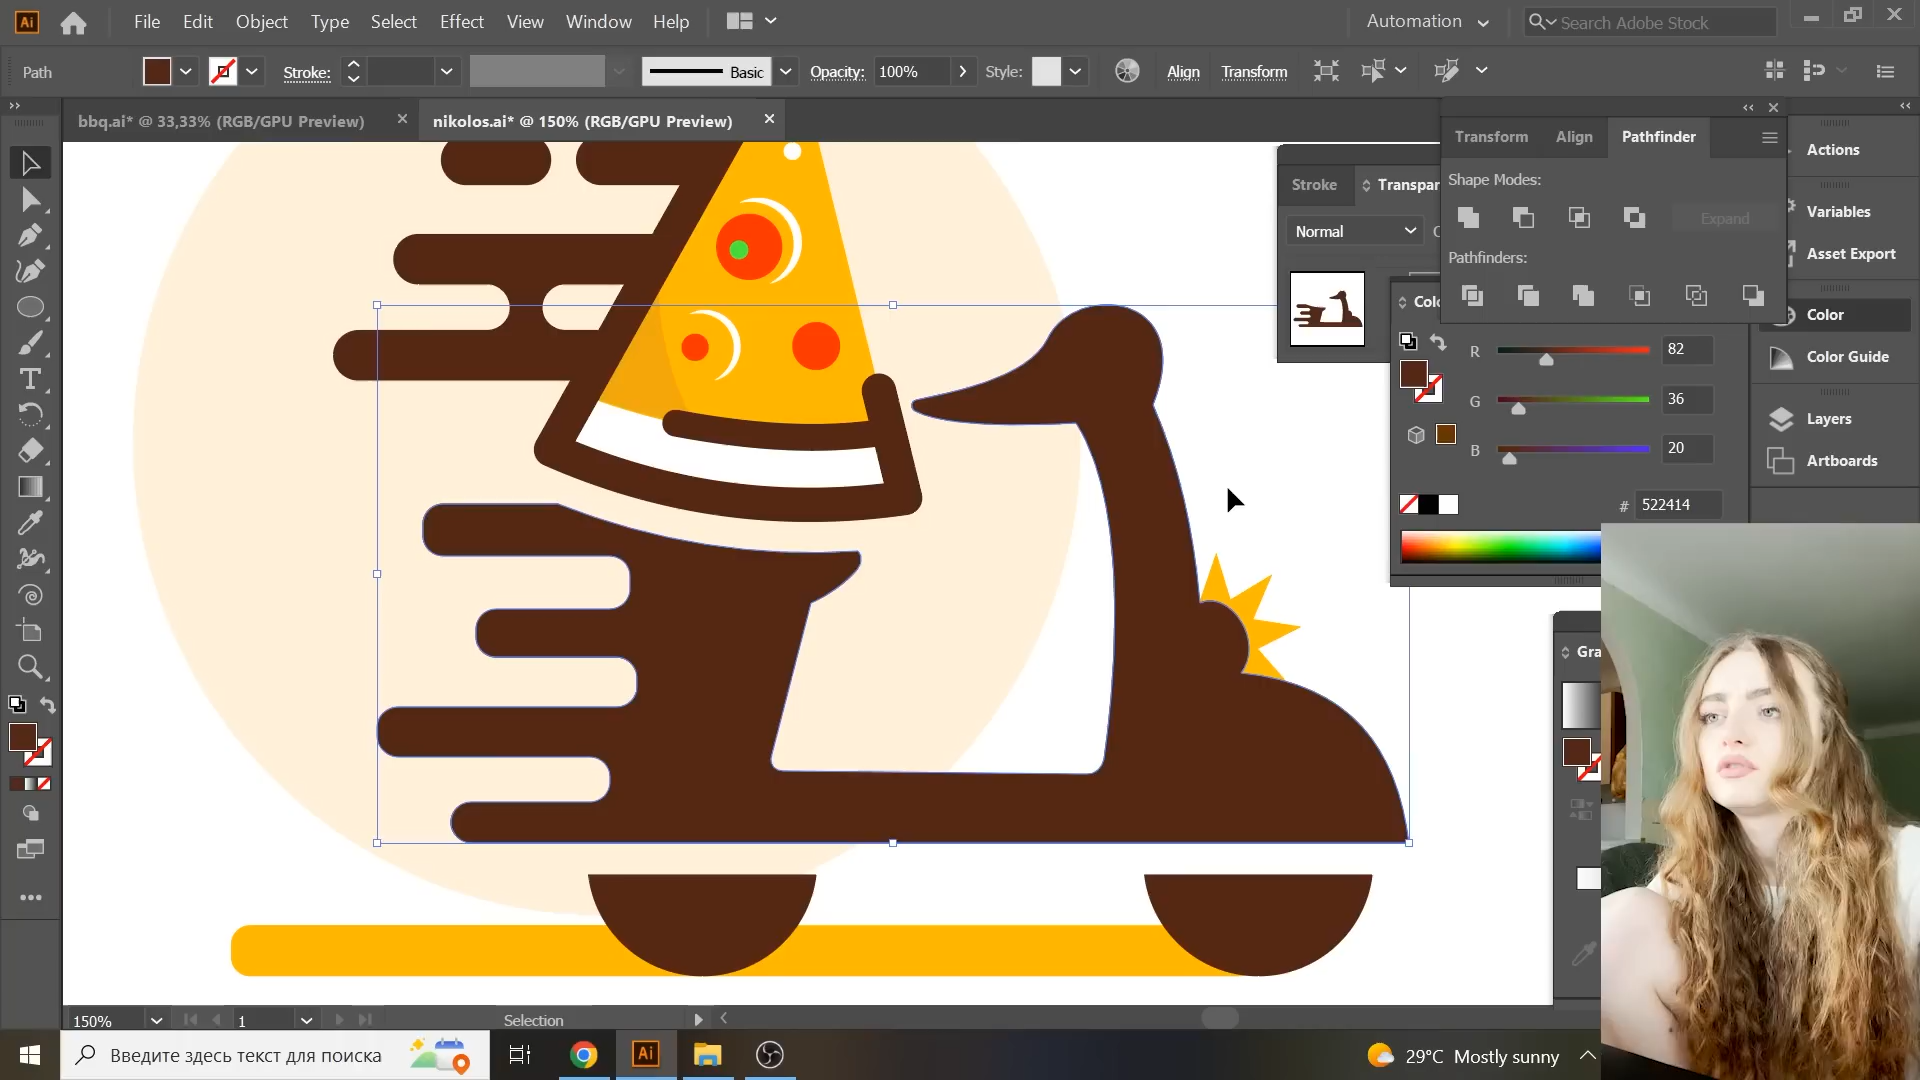 Ai File Edit Object Type Select Effect View Window Help Automation Search Adobe Stock
Path Stroke: Basic Opacity: 100% Style: Align Transform
bbq.ai* @ 33,33% (RGB/GPU Preview) nikolos.ai* @ 150% (RGB/GPU Preview)
Transform Align Pathfinder
Shape Modes:
Expand
Pathfinders:
Stroke Transpar
Normal
Colo
R 82
G 36
B 20
# 522414
Actions
Variables
Asset Export
Color
Color Guide
Layers
Artboards
Gra
150% 1 Selection
Введите здесь текст для поиска Ai 29°C Mostly sunny